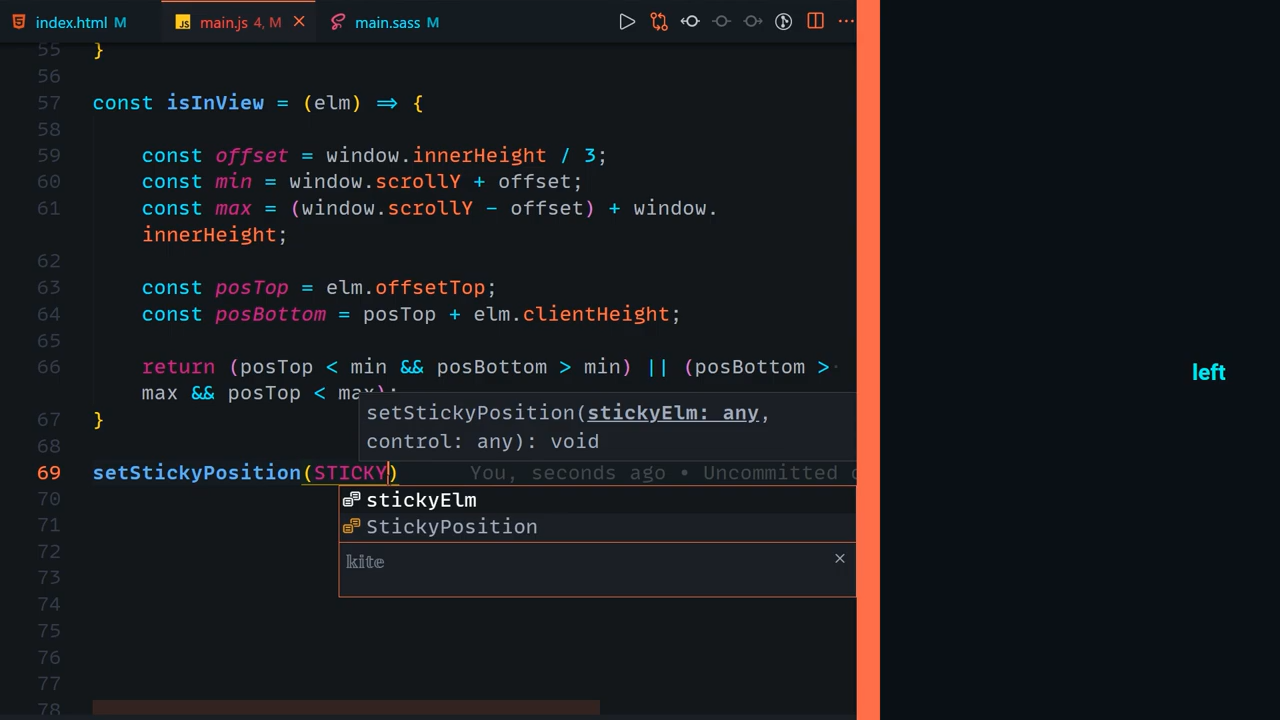 index.html M
JS main.js 4, M
main.sass M
55 }
56
57 const isInView = (elm) => {
58
59 const offset = window.innerHeight / 3;
60 const min = window.scrollY + offset;
61 const max = (window.scrollY - offset) + window.
innerHeight;
62
63 const posTop = elm.offsetTop;
64 const posBottom = posTop + elm.clientHeight;
65
66 return (posTop < min && posBottom > min) || (posBottom >
max && posTop < max);
67 }
68
setStickyPosition(stickyElm: any,
control: any): void
69 setStickyPosition(STICKY) You, seconds ago • Uncommitted c
70
stickyElm
71
StickyPosition
72
kite
73
74
75
76
77
78
left